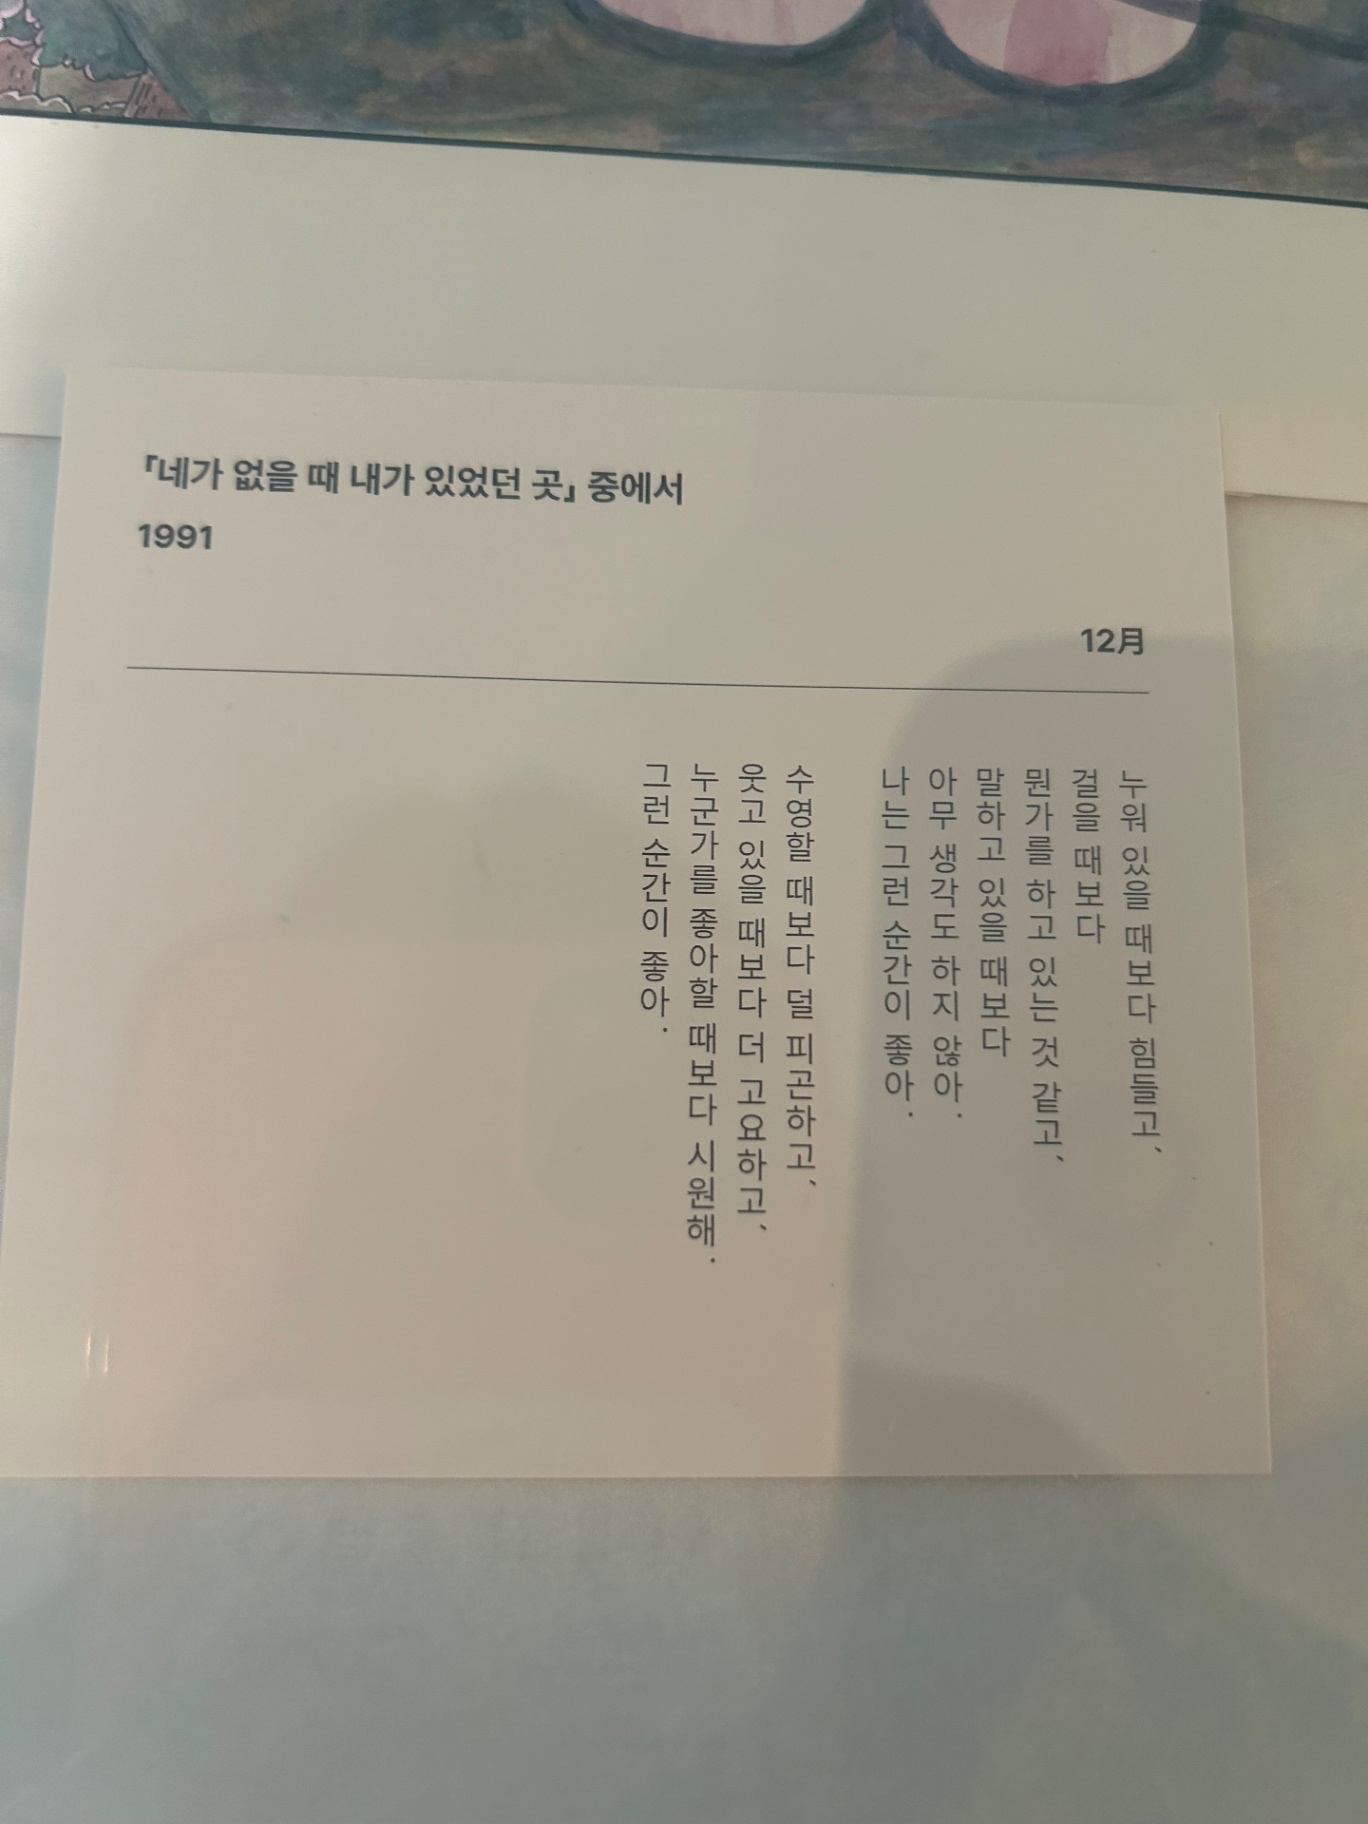 「네가 없을 때 내가 있었던 곳」 중에서
1991
12月
누워 있을 때보다 힘들고,
걸을 때보다
뭔가를 하고 있는 것 같고,
말하고 있을 때보다
아무 생각도 하지 않아.
나는 그런 순간이 좋아.
수영할 때보다 덜 피곤하고,
웃고 있을 때보다 더 고요하고,
누군가를 좋아할 때보다 시원해.
그런 순간이 좋아.